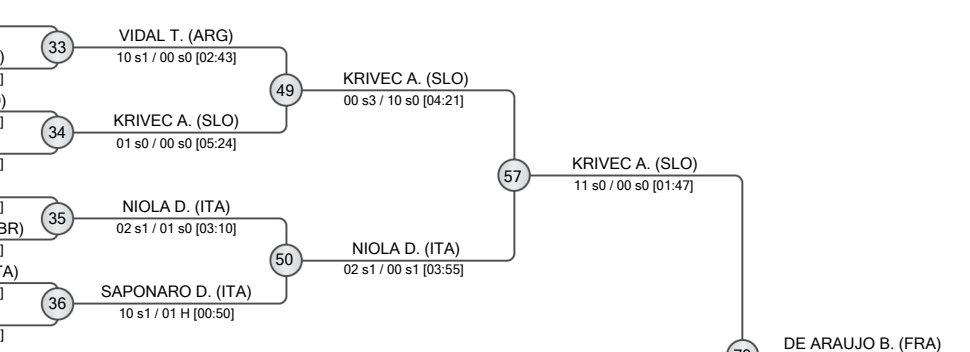 VIDAL T. (ARG)
33
10 s1 / 00 s0 [02:43]
)
]
KRIVEC A. (SLO)
49
00 s3 / 10 s0 [04:21]
)
KRIVEC A. (SLO)
34
01 s0 / 00 s0 [05:24]
]
KRIVEC A. (SLO)
57
11 s0 / 00 s0 [01:47]
]
NIOLA D. (ITA)
35
02 s1 / 01 s0 [03:10]
BR)
]
NIOLA D. (ITA)
50
02 s1 / 00 s1 [03:55]
TA)
]
SAPONARO D. (ITA)
36
10 s1 / 01 H [00:50]
]
DE ARAUJO B. (FRA)